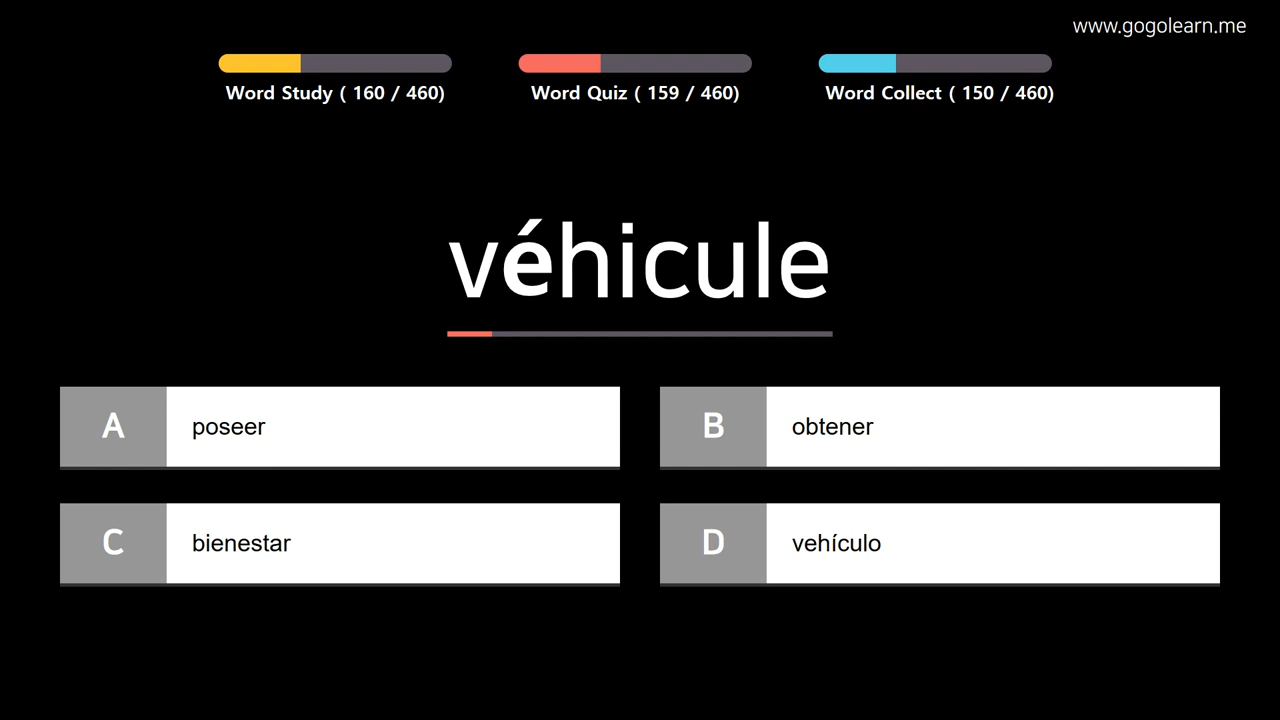 www.gogolearn.me
Word Study ( 160 / 460)
Word Quiz ( 159 / 460)
Word Collect ( 150 / 460)
véhicule
A poseer
B obtener
C bienestar
D vehículo